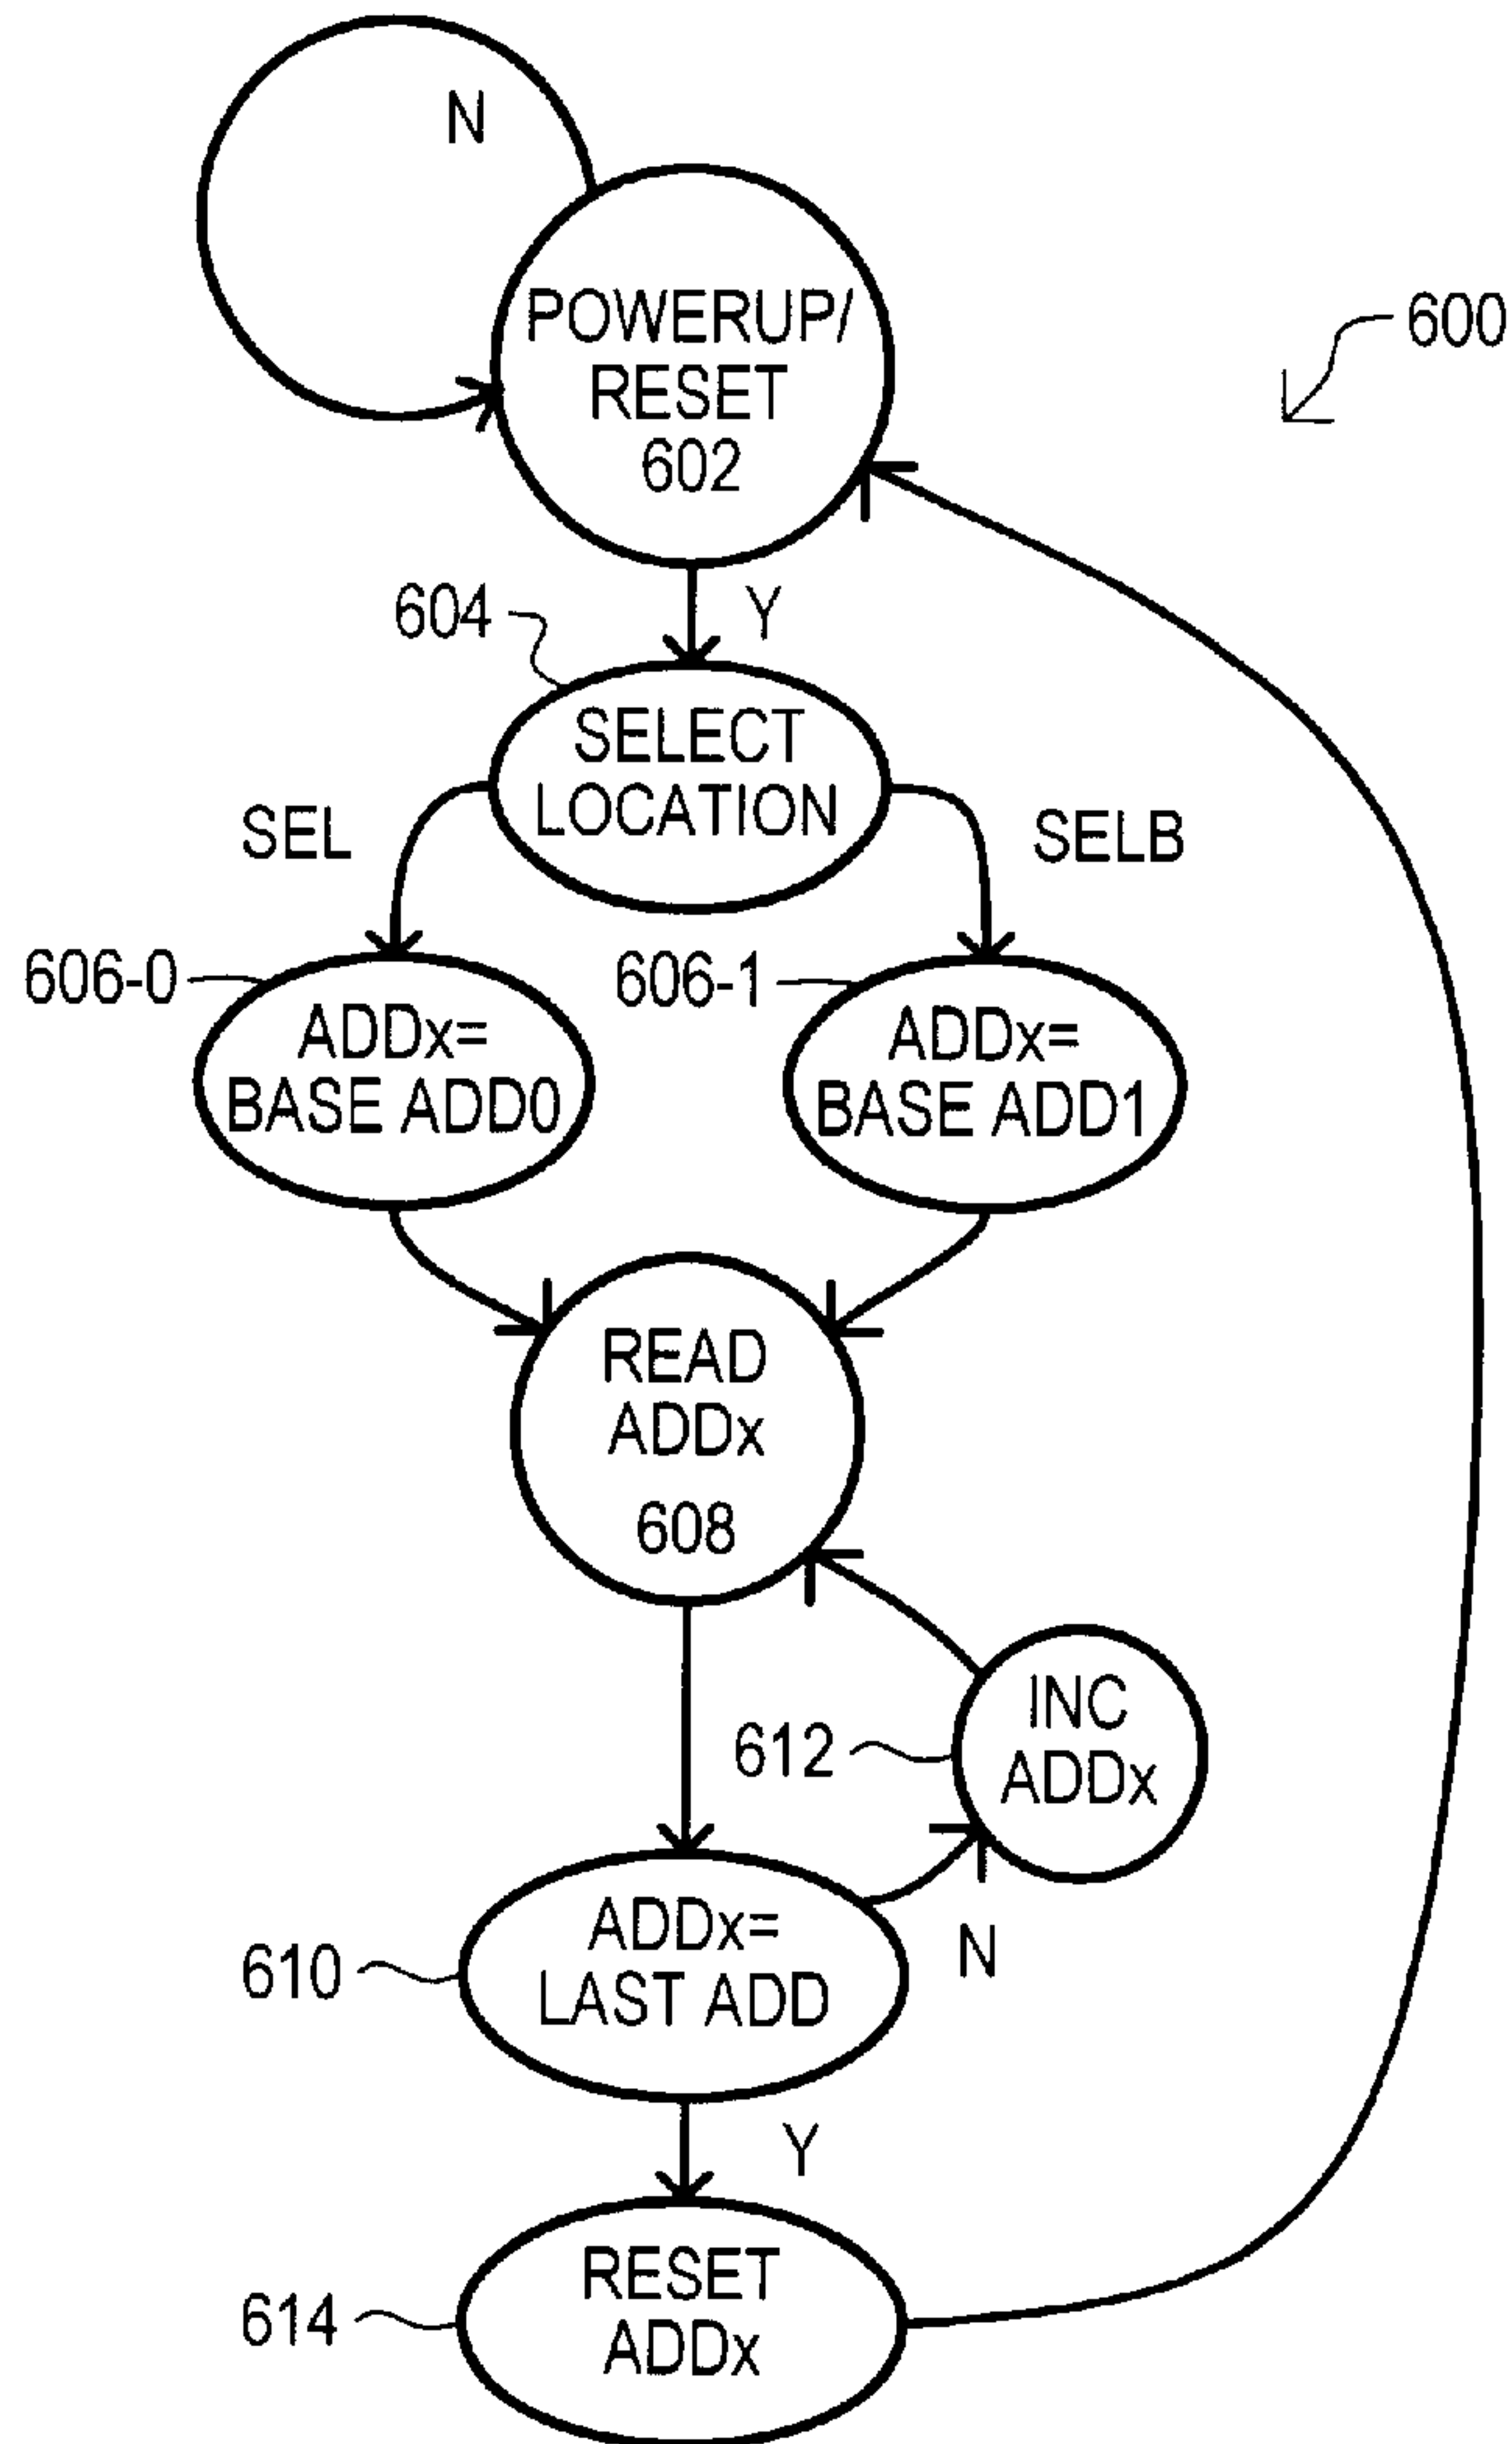 N
POWERUP/
RESET
602
600
604
Y
SELECT
LOCATION
SEL
SELB
606-0
606-1
ADDx=
BASE ADD0
ADDx=
BASE ADD1
READ
ADDx
608
INC
ADDx
612
ADDx=
LAST ADD
610
N
Y
RESET
ADDx
614